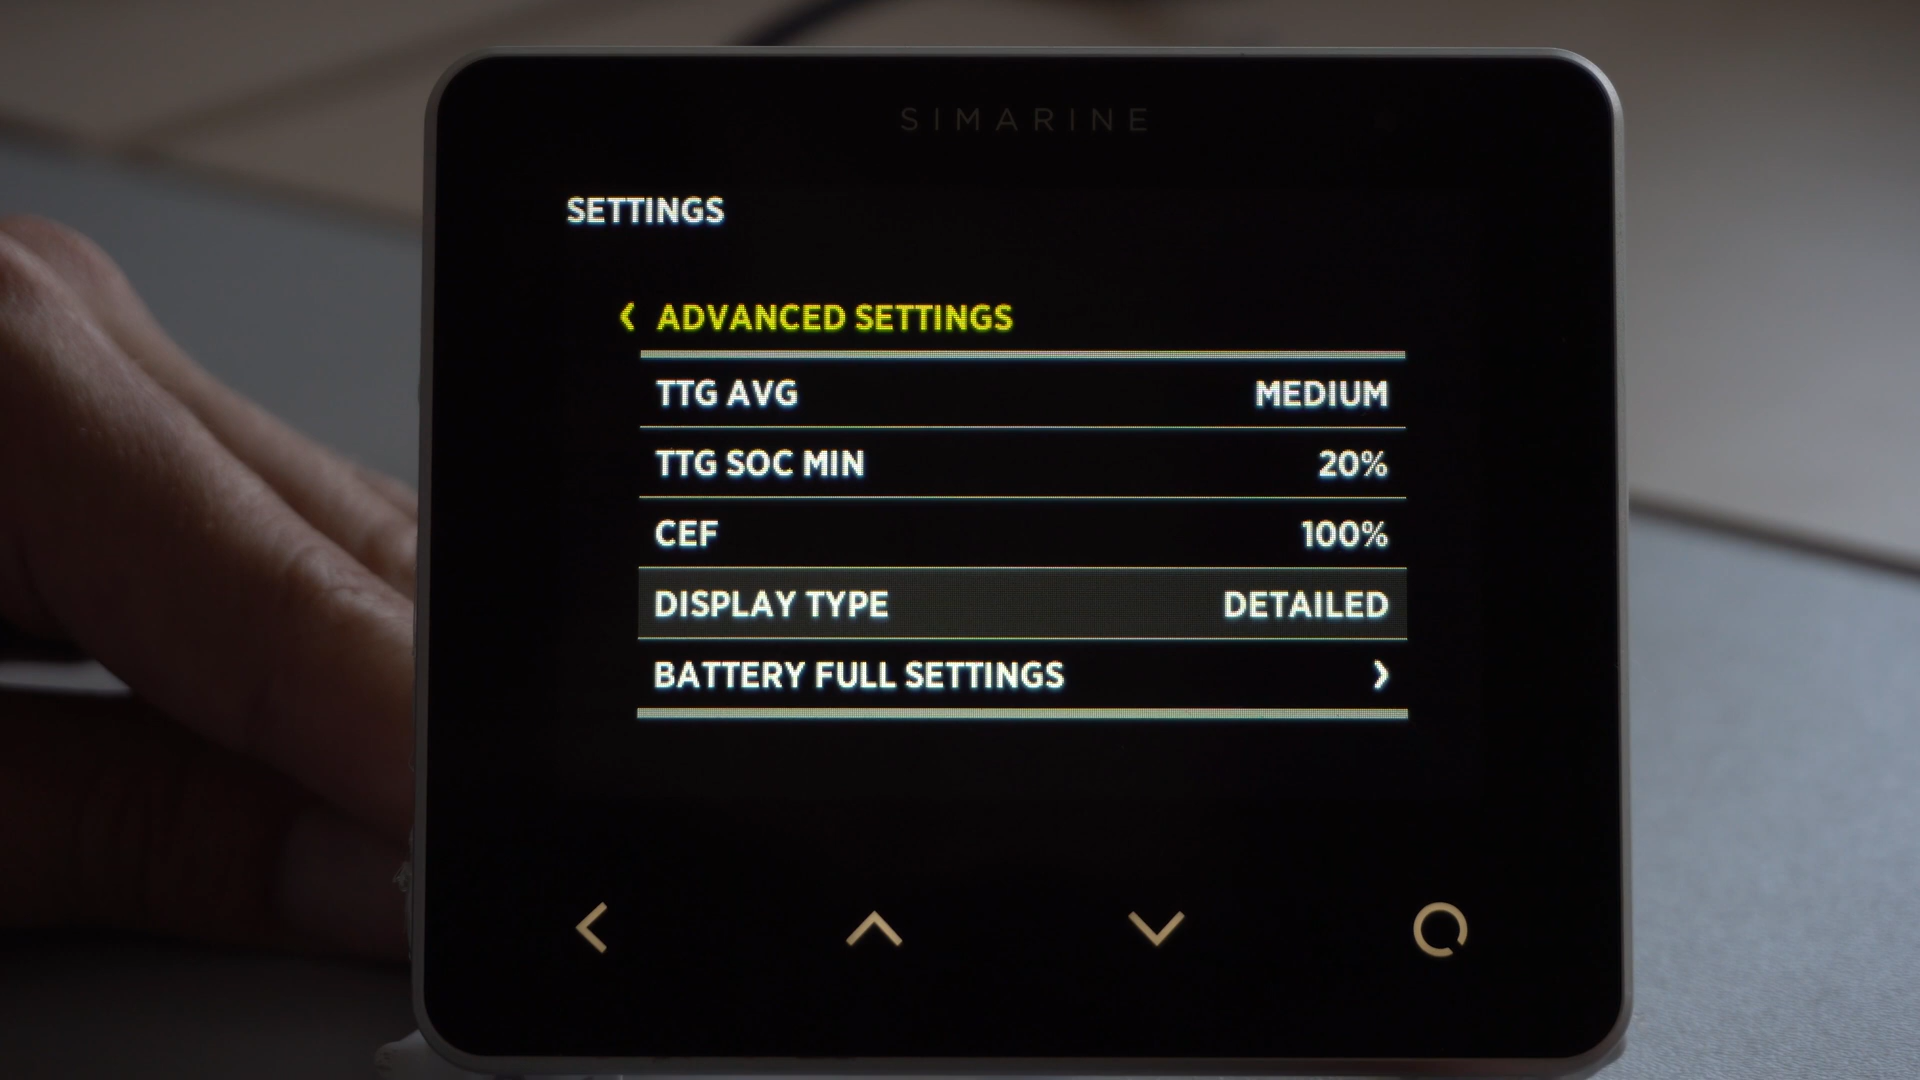 SIMARINE
SETTINGS
ADVANCED SETTINGS
TTG AVG MEDIUM
TTG SOC MIN 20%
CEF 100%
DISPLAY TYPE DETAILED
BATTERY FULL SETTINGS